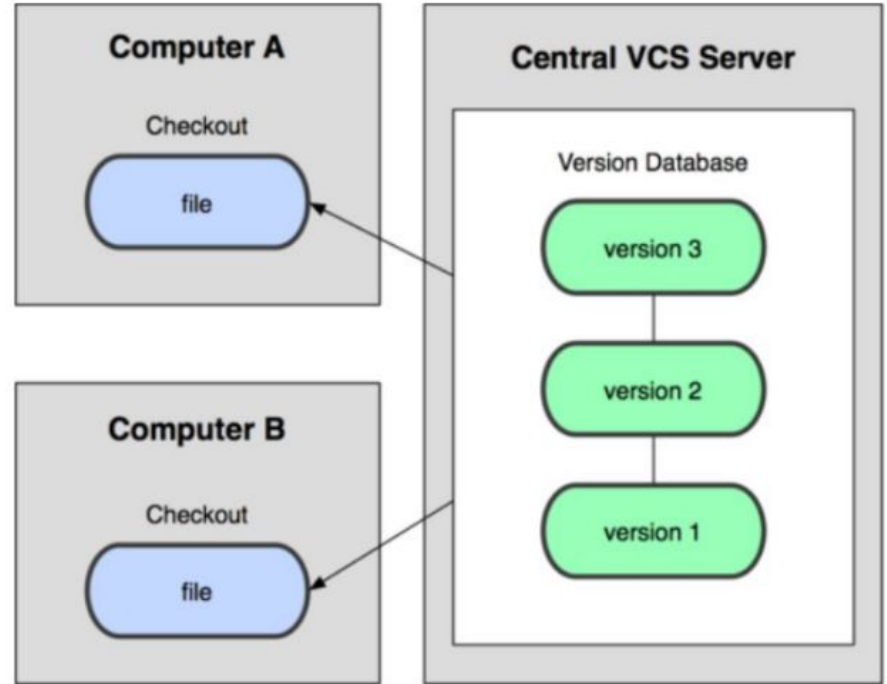 Computer A
Checkout
file
Computer B
Checkout
file
Central VCS Server
Version Database
version 3
version 2
version 1